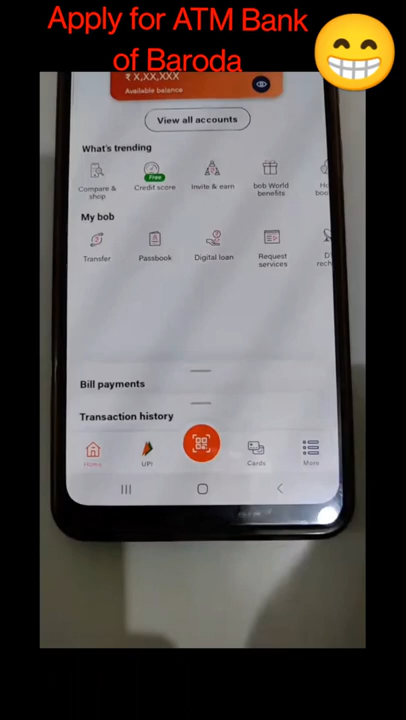 Apply for ATM Bank
of Baroda
₹ X,XX,XXX
Available balance
View all accounts
What's trending
Free
Compare &
shop
Credit score
Invite & earn
bob World
benefits
My bob
Transfer
Passbook
Digital loan
Request
services
Bill payments
Transaction history
Home
UPI
Cards
More